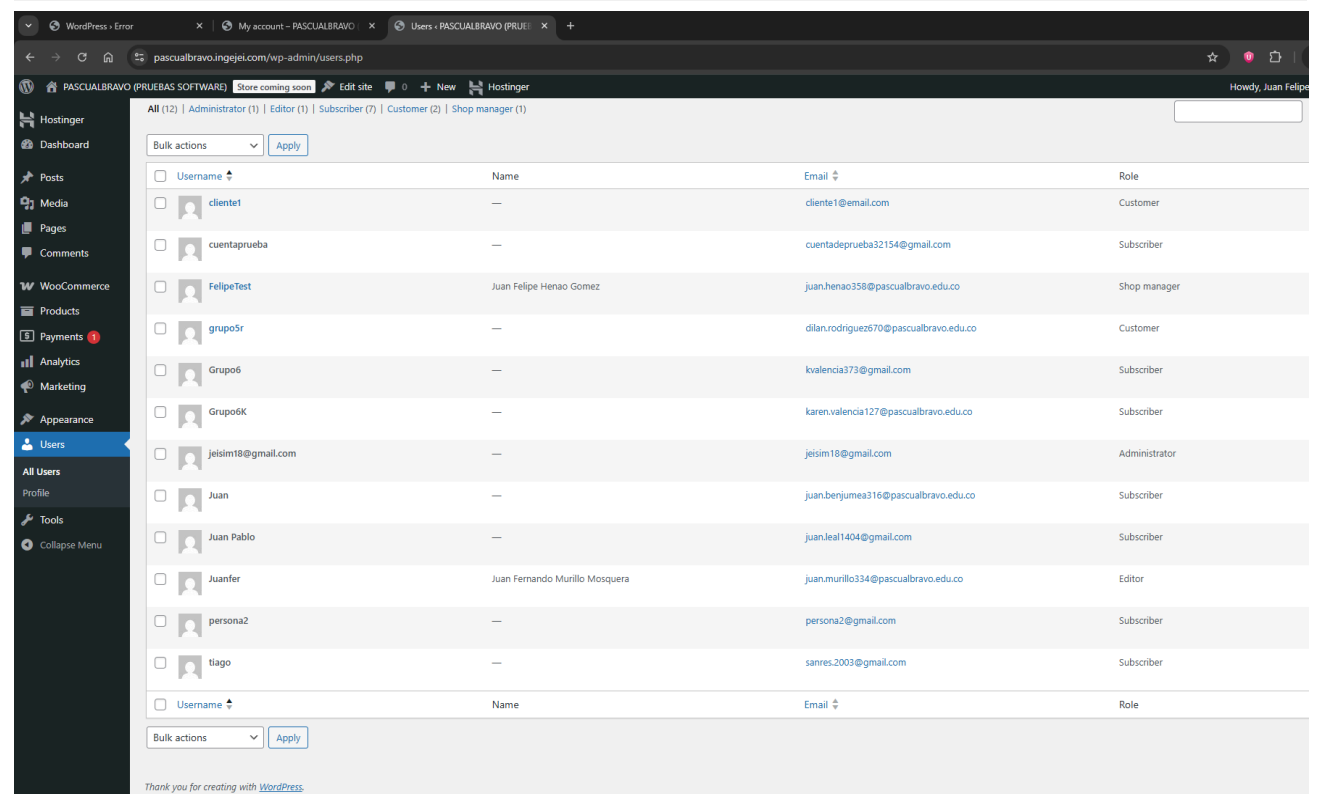 WordPress › Error
My account – PASCUALBRAVO
Users ‹ PASCUALBRAVO (PRUEB
pascualbravo.ingejei.com/wp-admin/users.php
PASCUALBRAVO (PRUEBAS SOFTWARE) Store coming soon Edit site 0 + New Hostinger Howdy, Juan Felipe
Hostinger
Dashboard
Posts
Media
Pages
Comments
WooCommerce
Products
Payments 1
Analytics
Marketing
Appearance
Users
All Users
Profile
Tools
Collapse Menu
All (12) | Administrator (1) | Editor (1) | Subscriber (7) | Customer (2) | Shop manager (1)
Bulk actions Apply
Username Name Email Role
cliente1 — cliente1@email.com Customer
cuentaprueba — cuentadeprueba32154@gmail.com Subscriber
FelipeTest Juan Felipe Henao Gomez juan.henao358@pascualbravo.edu.co Shop manager
grupo5r — dilan.rodriguez670@pascualbravo.edu.co Customer
Grupo6 — kvalencia373@gmail.com Subscriber
Grupo6K — karen.valencia127@pascualbravo.edu.co Subscriber
jeisim18@gmail.com — jeisim18@gmail.com Administrator
Juan — juan.benjumea316@pascualbravo.edu.co Subscriber
Juan Pablo — juan.leal1404@gmail.com Subscriber
Juanfer Juan Fernando Murillo Mosquera juan.murillo334@pascualbravo.edu.co Editor
persona2 — persona2@gmail.com Subscriber
tiago — sanres.2003@gmail.com Subscriber
Username Name Email Role
Bulk actions Apply
Thank you for creating with WordPress.